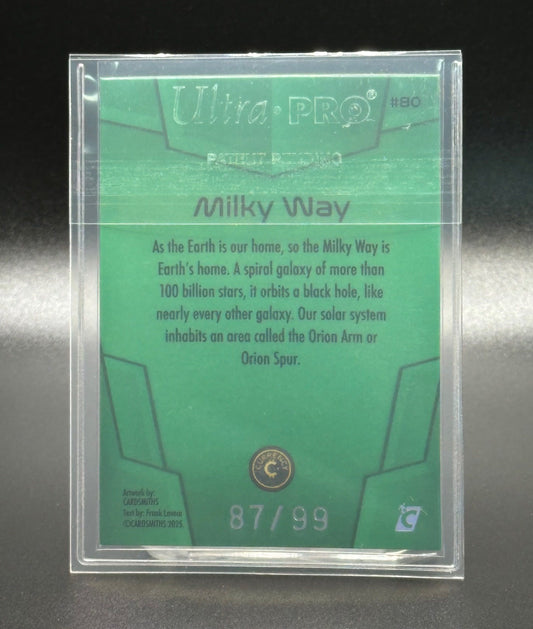 Ultra·PRO®
#80
PATENT PENDING
Milky Way
As the Earth is our home, so the Milky Way is
Earth's home. A spiral galaxy of more than
100 billion stars, it orbits a black hole, like
nearly every other galaxy. Our solar system
inhabits an area called the Orion Arm or
Orion Spur.
CURRENCY
Artwork by:
CARDSMITHS
Text by: Frank Lovece
©CARDSMITHS 2025.
87/99